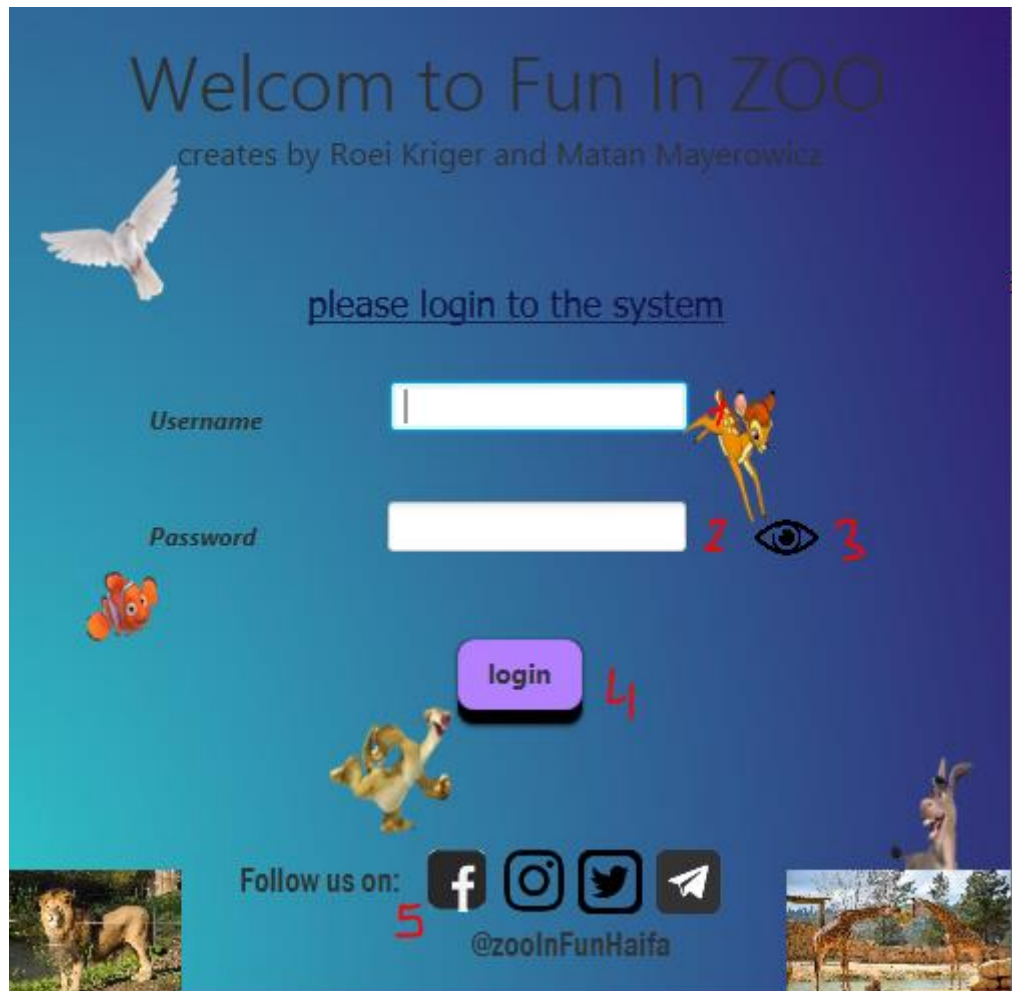 Welcom to Fun In ZOO
creates by Roei Kriger and Matan Mayerowicz
please login to the system
Username 1
Password 2 3
login 4
Follow us on:
5
@zooInFunHaifa